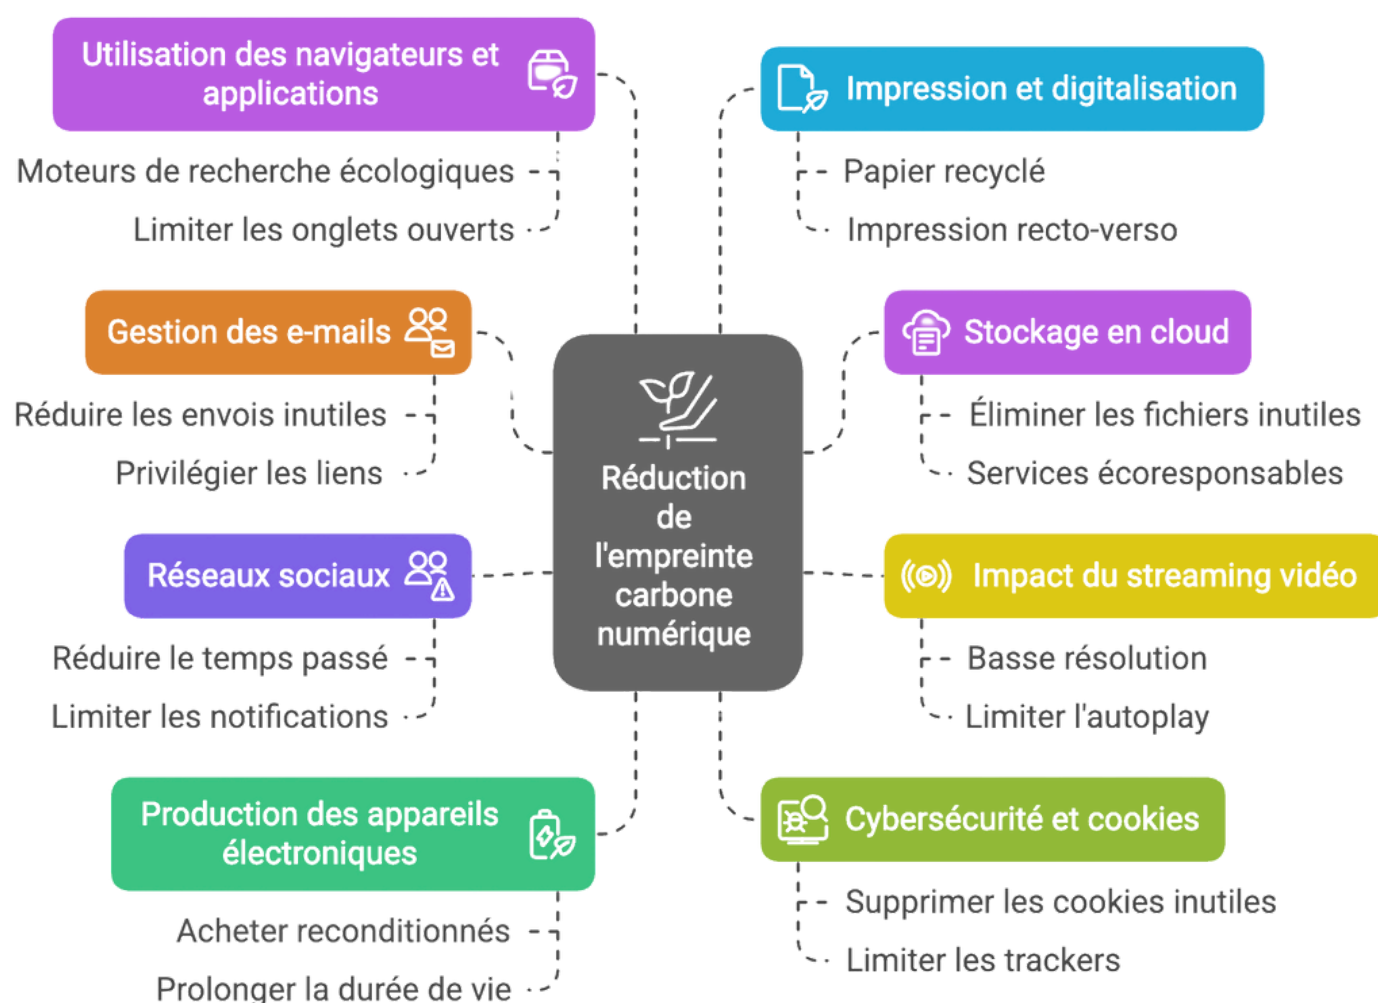 Utilisation des navigateurs et
applications
Moteurs de recherche écologiques
Limiter les onglets ouverts
Gestion des e-mails
Réduire les envois inutiles
Privilégier les liens
Réseaux sociaux
Réduire le temps passé
Limiter les notifications
Production des appareils
électroniques
Acheter reconditionnés
Prolonger la durée de vie
Réduction
de
l'empreinte
carbone
numérique
Impression et digitalisation
Papier recyclé
Impression recto-verso
Stockage en cloud
Éliminer les fichiers inutiles
Services écoresponsables
Impact du streaming vidéo
Basse résolution
Limiter l'autoplay
Cybersécurité et cookies
Supprimer les cookies inutiles
Limiter les trackers